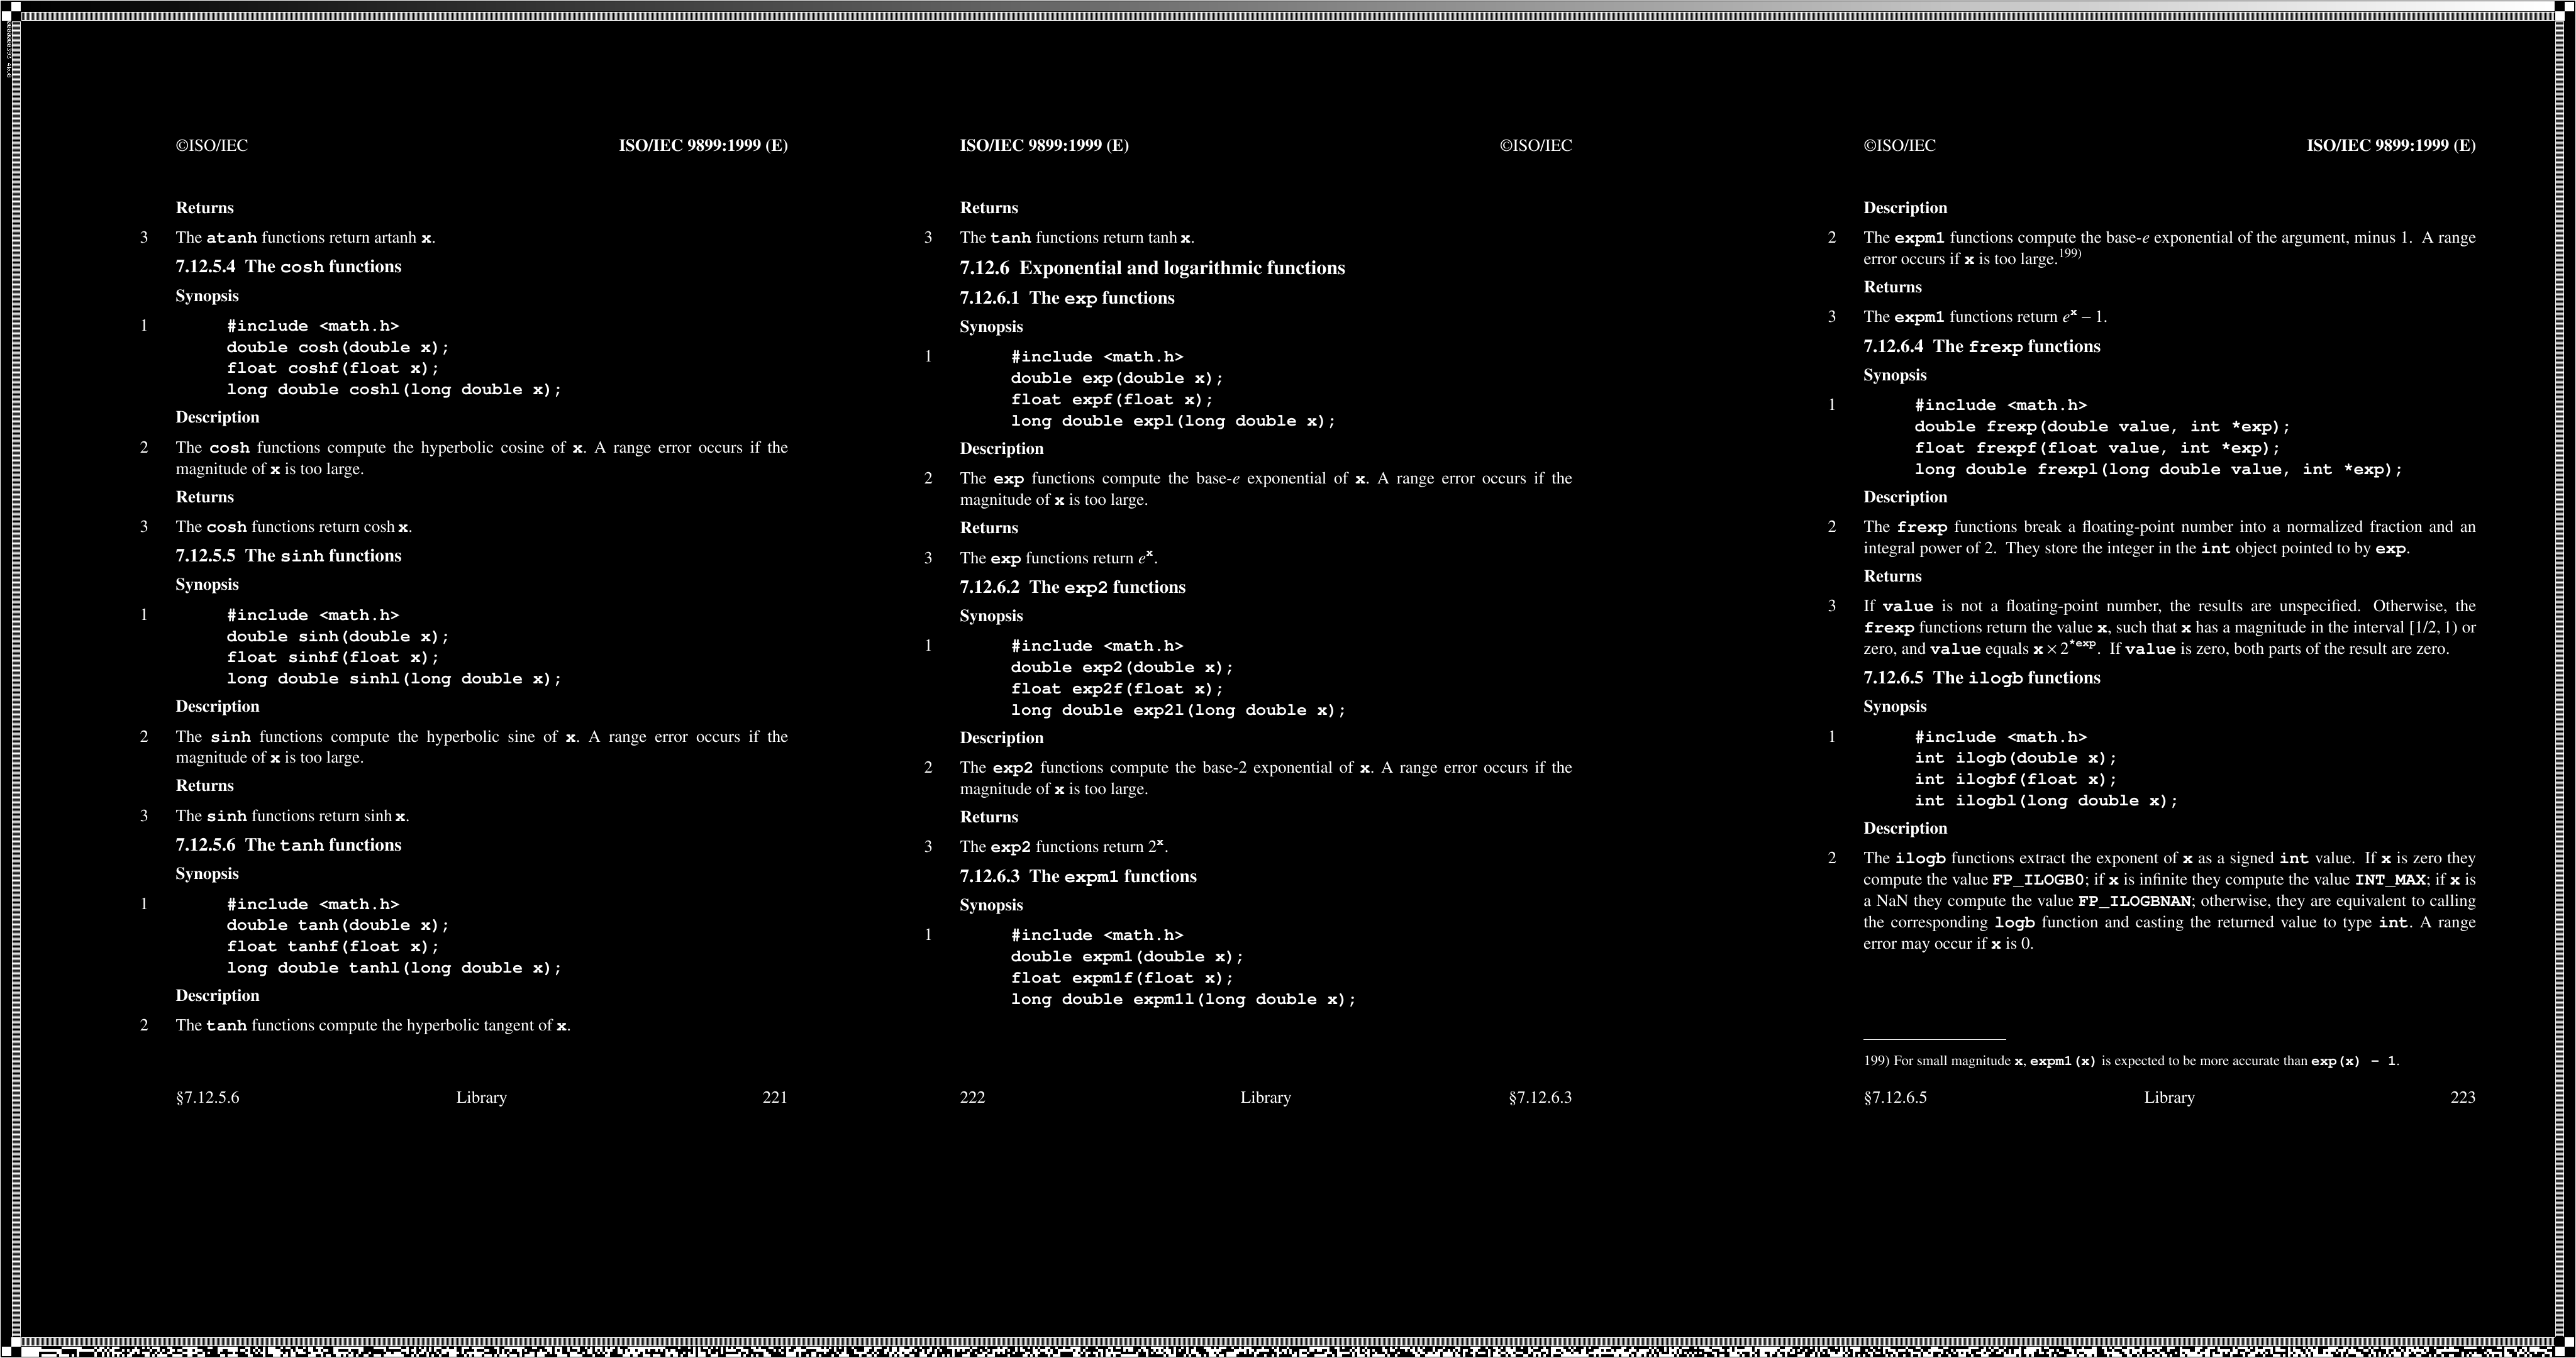 ©ISO/IEC ISO/IEC 9899:1999 (E)
Returns
3 The atanh functions return artanh x.
7.12.5.4 The cosh functions
Synopsis
1 #include <math.h>
double cosh(double x);
float coshf(float x);
long double coshl(long double x);
Description
2 The cosh functions compute the hyperbolic cosine of x. A range error occurs if the
magnitude of x is too large.
Returns
3 The cosh functions return cosh x.
7.12.5.5 The sinh functions
Synopsis
1 #include <math.h>
double sinh(double x);
float sinhf(float x);
long double sinhl(long double x);
Description
2 The sinh functions compute the hyperbolic sine of x. A range error occurs if the
magnitude of x is too large.
Returns
3 The sinh functions return sinh x.
7.12.5.6 The tanh functions
Synopsis
1 #include <math.h>
double tanh(double x);
float tanhf(float x);
long double tanhl(long double x);
Description
2 The tanh functions compute the hyperbolic tangent of x.
§7.12.5.6 Library 221
ISO/IEC 9899:1999 (E) ©ISO/IEC
Returns
3 The tanh functions return tanh x.
7.12.6 Exponential and logarithmic functions
7.12.6.1 The exp functions
Synopsis
1 #include <math.h>
double exp(double x);
float expf(float x);
long double expl(long double x);
Description
2 The exp functions compute the base-e exponential of x. A range error occurs if the
magnitude of x is too large.
Returns
3 The exp functions return e^x.
7.12.6.2 The exp2 functions
Synopsis
1 #include <math.h>
double exp2(double x);
float exp2f(float x);
long double exp2l(long double x);
Description
2 The exp2 functions compute the base-2 exponential of x. A range error occurs if the
magnitude of x is too large.
Returns
3 The exp2 functions return 2^x.
7.12.6.3 The expm1 functions
Synopsis
1 #include <math.h>
double expm1(double x);
float expm1f(float x);
long double expm1l(long double x);
222 Library §7.12.6.3
©ISO/IEC ISO/IEC 9899:1999 (E)
Description
2 The expm1 functions compute the base-e exponential of the argument, minus 1. A range
error occurs if x is too large.199)
Returns
3 The expm1 functions return e^x − 1.
7.12.6.4 The frexp functions
Synopsis
1 #include <math.h>
double frexp(double value, int *exp);
float frexpf(float value, int *exp);
long double frexpl(long double value, int *exp);
Description
2 The frexp functions break a floating-point number into a normalized fraction and an
integral power of 2. They store the integer in the int object pointed to by exp.
Returns
3 If value is not a floating-point number, the results are unspecified. Otherwise, the
frexp functions return the value x, such that x has a magnitude in the interval [1/2, 1) or
zero, and value equals x × 2^*exp. If value is zero, both parts of the result are zero.
7.12.6.5 The ilogb functions
Synopsis
1 #include <math.h>
int ilogb(double x);
int ilogbf(float x);
int ilogbl(long double x);
Description
2 The ilogb functions extract the exponent of x as a signed int value. If x is zero they
compute the value FP_ILOGB0; if x is infinite they compute the value INT_MAX; if x is
a NaN they compute the value FP_ILOGBNAN; otherwise, they are equivalent to calling
the corresponding logb function and casting the returned value to type int. A range
error may occur if x is 0.
199) For small magnitude x, expm1(x) is expected to be more accurate than exp(x) - 1.
§7.12.6.5 Library 223